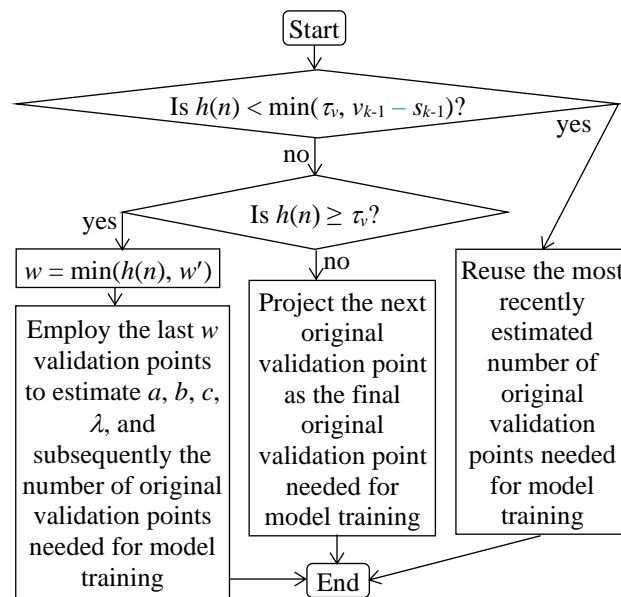 Start
Is h(n) < min(τᵥ, vₖ₋₁ – sₖ₋₁)?
yes
no
Is h(n) ≥ τᵥ?
yes
no
w = min(h(n), w′)
Employ the last w
validation points
to estimate a, b, c,
λ, and
subsequently the
number of original
validation points
needed for model
training
Project the next
original
validation point
as the final
original
validation point
needed for
model training
Reuse the most
recently
estimated
number of
original
validation
points needed
for model
training
End